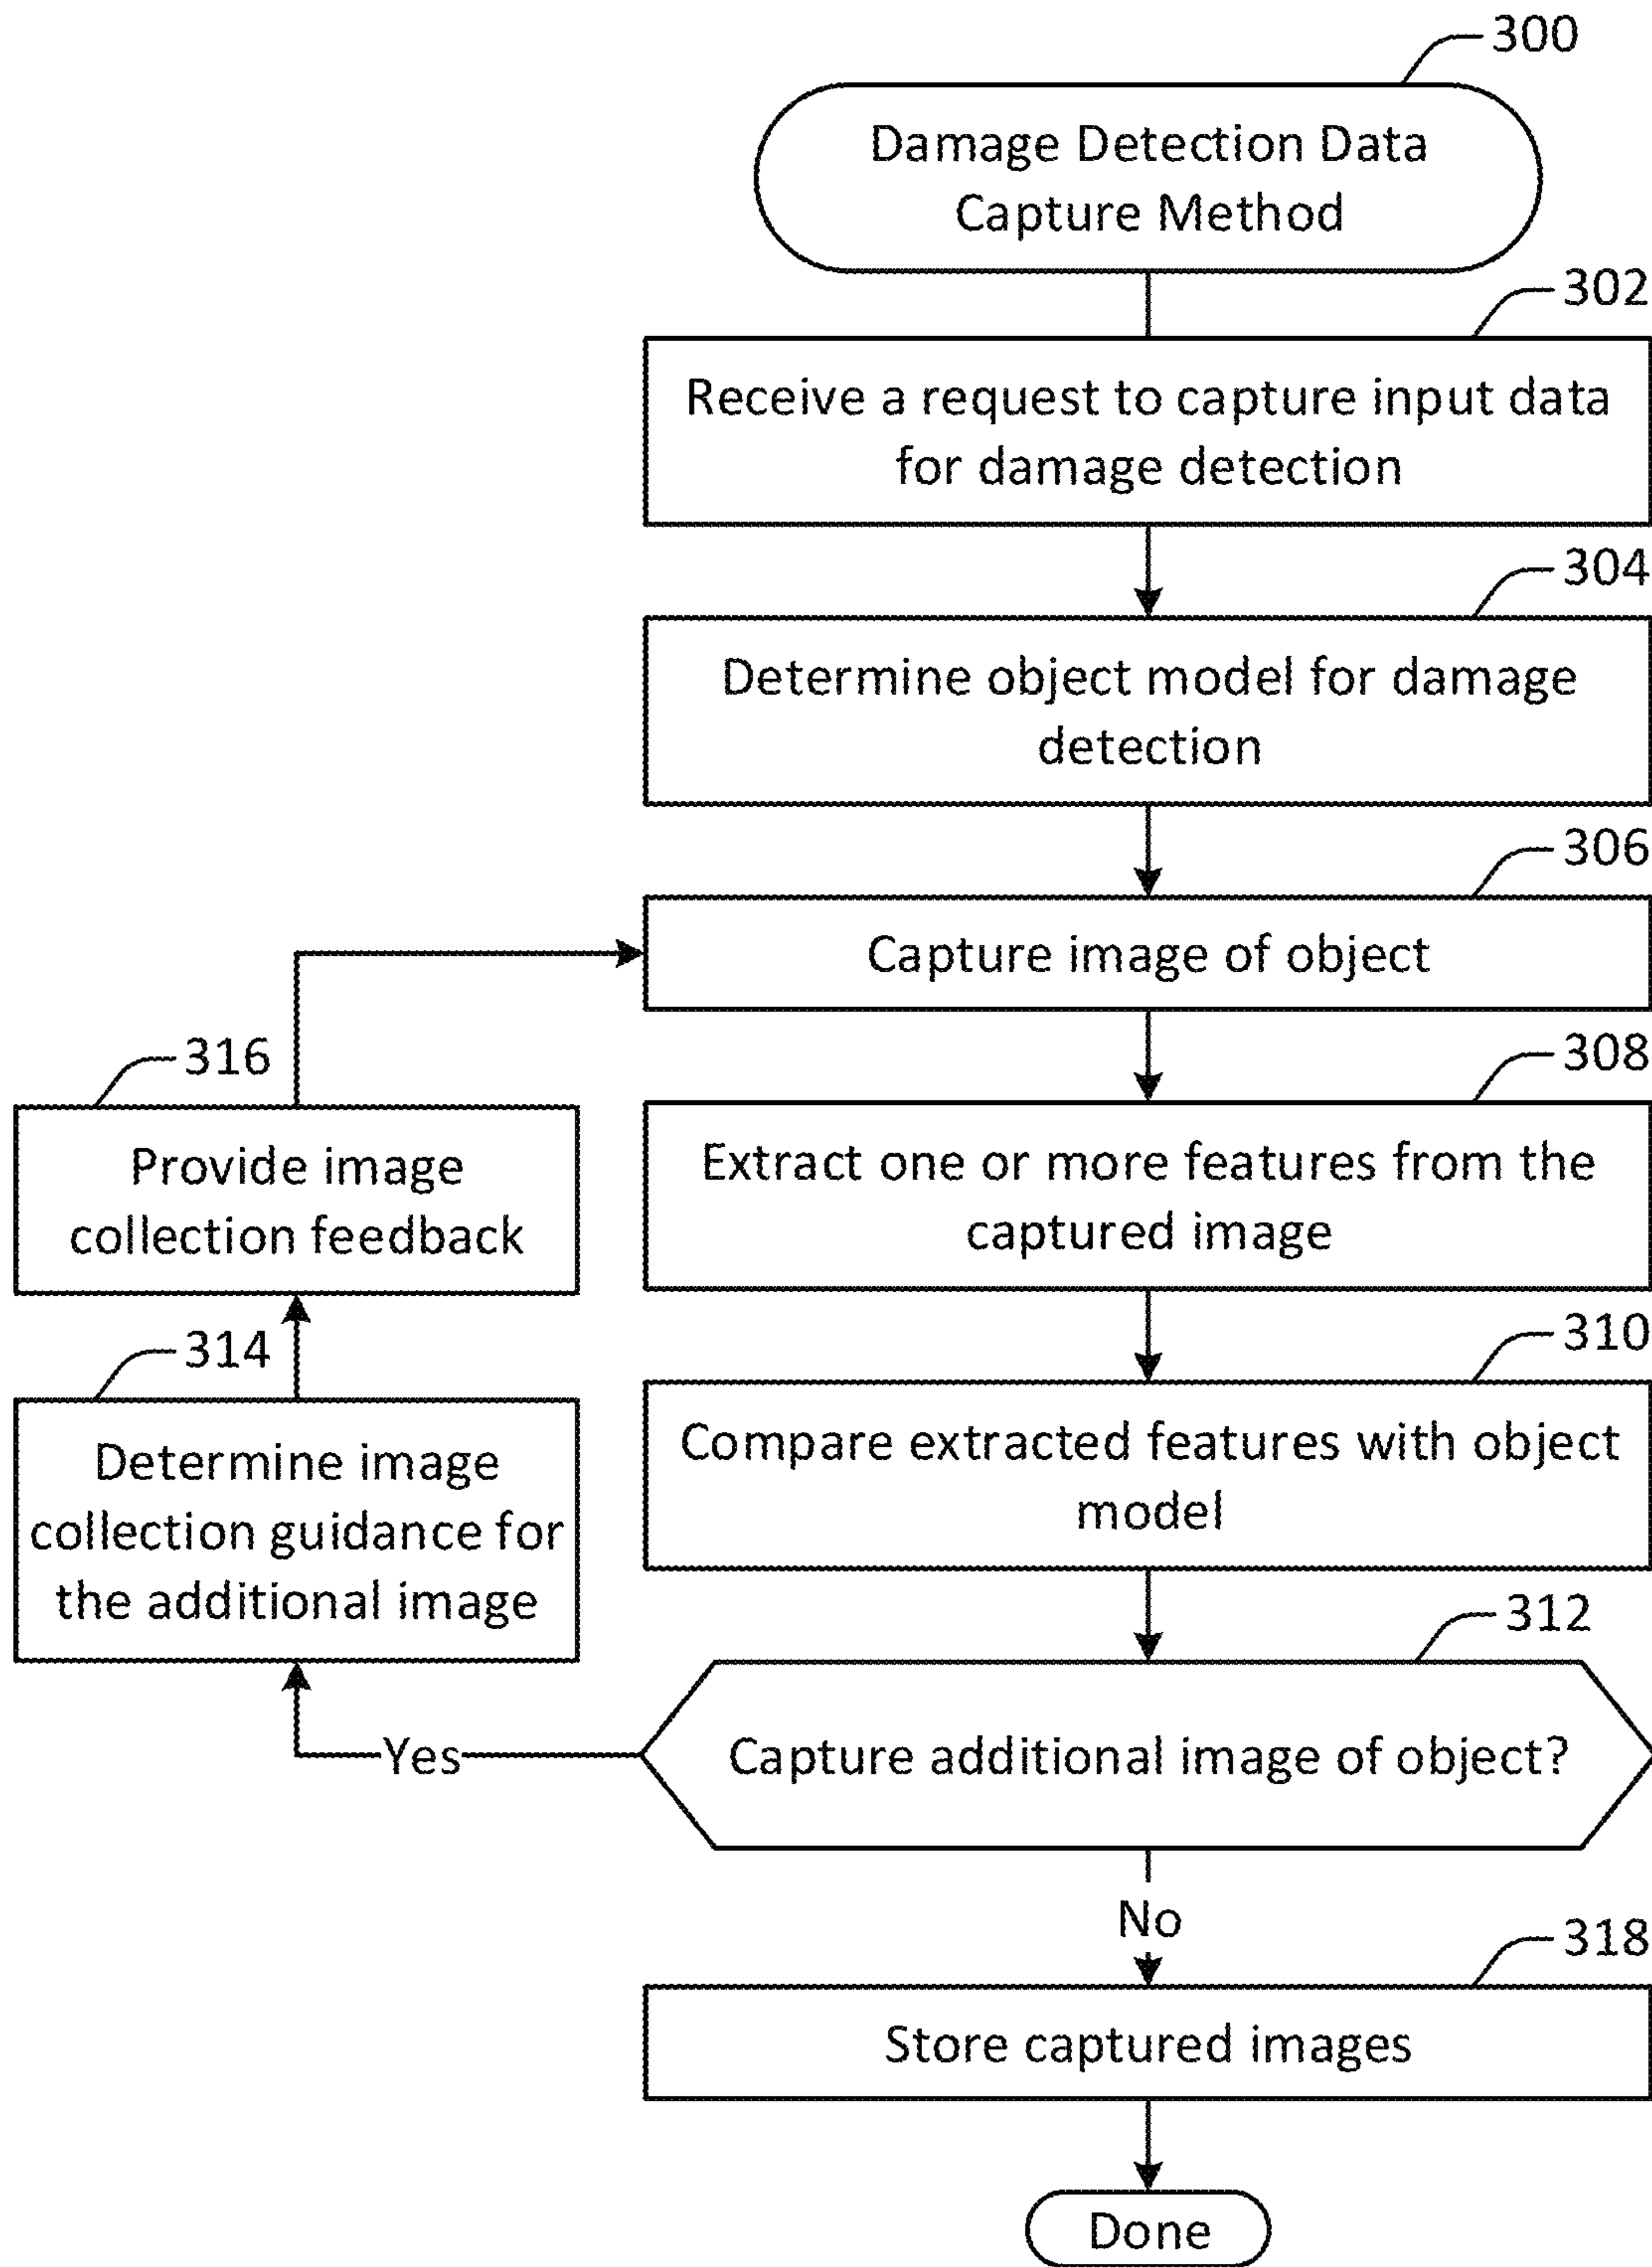 300
Damage Detection Data
Capture Method
302
Receive a request to capture input data
for damage detection
304
Determine object model for damage
detection
306
Capture image of object
308
Extract one or more features from the
captured image
310
Compare extracted features with object
model
312
Capture additional image of object?
Yes
314
Determine image
collection guidance for
the additional image
316
Provide image
collection feedback
No
318
Store captured images
Done